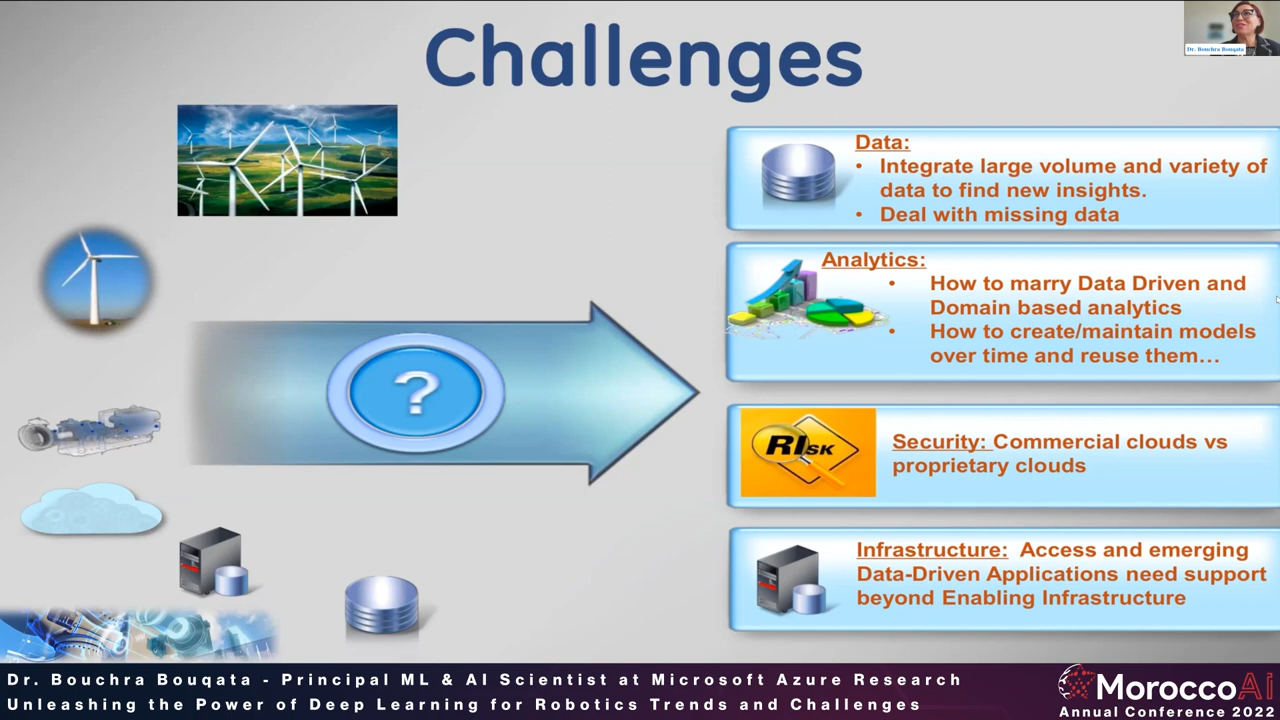 Challenges
Dr. Bouchra Bouqata
Data:
• Integrate large volume and variety of
data to find new insights.
• Deal with missing data
Analytics:
• How to marry Data Driven and
Domain based analytics
• How to create/maintain models
over time and reuse them...
?
RISK
Security: Commercial clouds vs
proprietary clouds
Infrastructure: Access and emerging
Data-Driven Applications need support
beyond Enabling Infrastructure
Dr. Bouchra Bouqata - Principal ML & AI Scientist at Microsoft Azure Research
Unleashing the Power of Deep Learning for Robotics Trends and Challenges
MoroccoAi
Annual Conference 2022